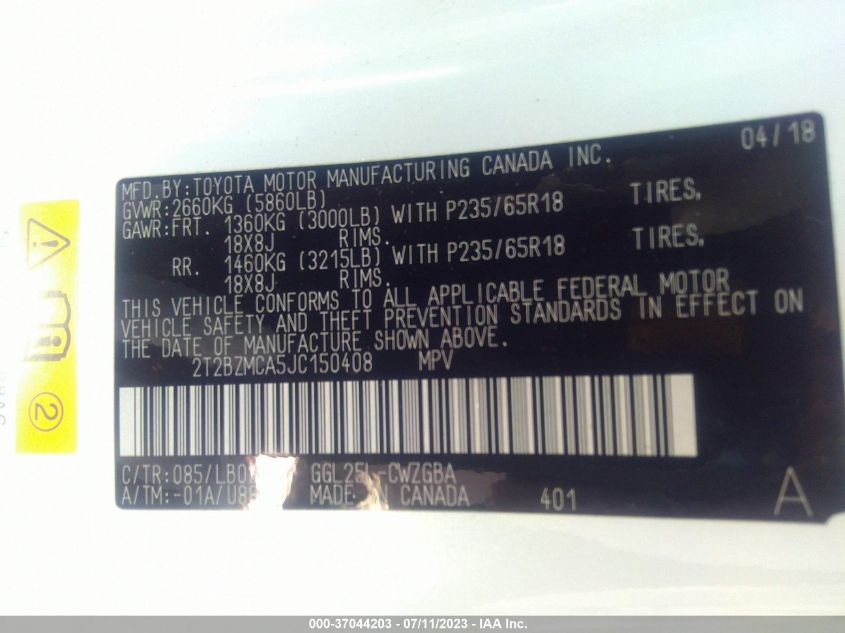 04/18
MFD.BY:TOYOTA MOTOR MANUFACTURING CANADA INC.
GVWR:2660KG (5860LB)
GAWR:FRT. 1360KG (3000LB) WITH P235/65R18 TIRES,
18X8J RIMS.
RR. 1460KG (3215LB) WITH P235/65R18 TIRES,
18X8J RIMS.
THIS VEHICLE CONFORMS TO ALL APPLICABLE FEDERAL MOTOR
VEHICLE SAFETY AND THEFT PREVENTION STANDARDS IN EFFECT ON
THE DATE OF MANUFACTURE SHOWN ABOVE.
2T2BZMCA5JC150408 MPV
C/TR:085/LB0 GGL25L-CWZGBA
A/TM:-01A/U8 MADE IN CANADA 401 A
2
000-37044203 - 07/11/2023 - IAA Inc.